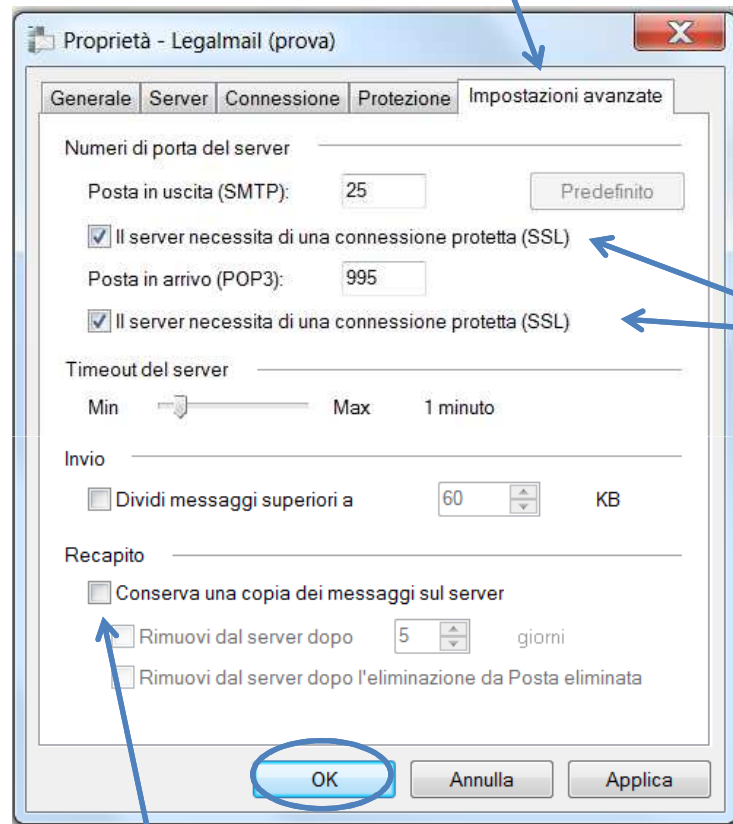 Proprietà - Legalmail (prova)
Generale Server Connessione Protezione Impostazioni avanzate
Numeri di porta del server
Posta in uscita (SMTP): 25 Predefinito
Il server necessita di una connessione protetta (SSL)
Posta in arrivo (POP3): 995
Il server necessita di una connessione protetta (SSL)
Timeout del server
Min Max 1 minuto
Invio
Dividi messaggi superiori a 60 KB
Recapito
Conserva una copia dei messaggi sul server
Rimuovi dal server dopo 5 giorni
Rimuovi dal server dopo l'eliminazione da Posta eliminata
OK Annulla Applica